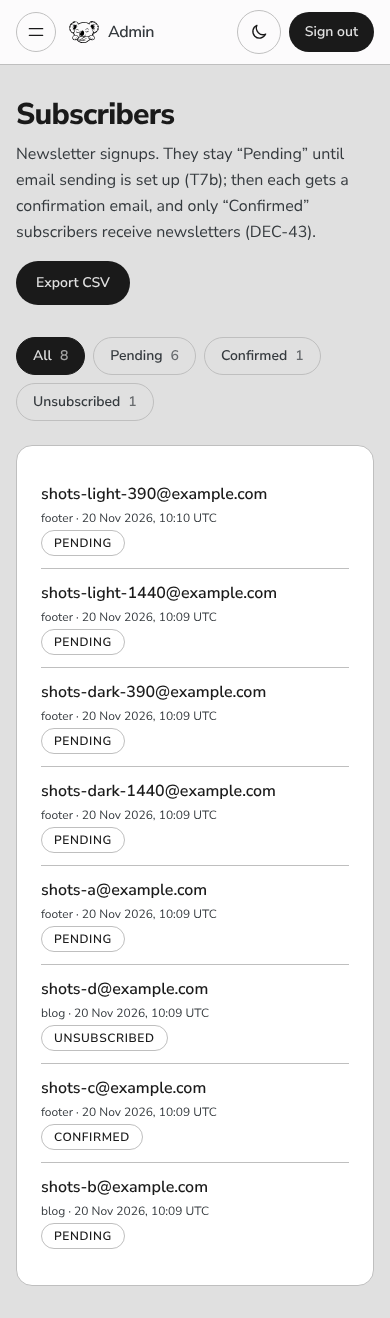 Admin
Sign out
Subscribers
Newsletter signups. They stay “Pending” until
email sending is set up (T7b); then each gets a
confirmation email, and only “Confirmed”
subscribers receive newsletters (DEC-43).
Export CSV
All 8 Pending 6 Confirmed 1
Unsubscribed 1
shots-light-390@example.com
footer · 20 Nov 2026, 10:10 UTC
PENDING
shots-light-1440@example.com
footer · 20 Nov 2026, 10:09 UTC
PENDING
shots-dark-390@example.com
footer · 20 Nov 2026, 10:09 UTC
PENDING
shots-dark-1440@example.com
footer · 20 Nov 2026, 10:09 UTC
PENDING
shots-a@example.com
footer · 20 Nov 2026, 10:09 UTC
PENDING
shots-d@example.com
blog · 20 Nov 2026, 10:09 UTC
UNSUBSCRIBED
shots-c@example.com
footer · 20 Nov 2026, 10:09 UTC
CONFIRMED
shots-b@example.com
blog · 20 Nov 2026, 10:09 UTC
PENDING